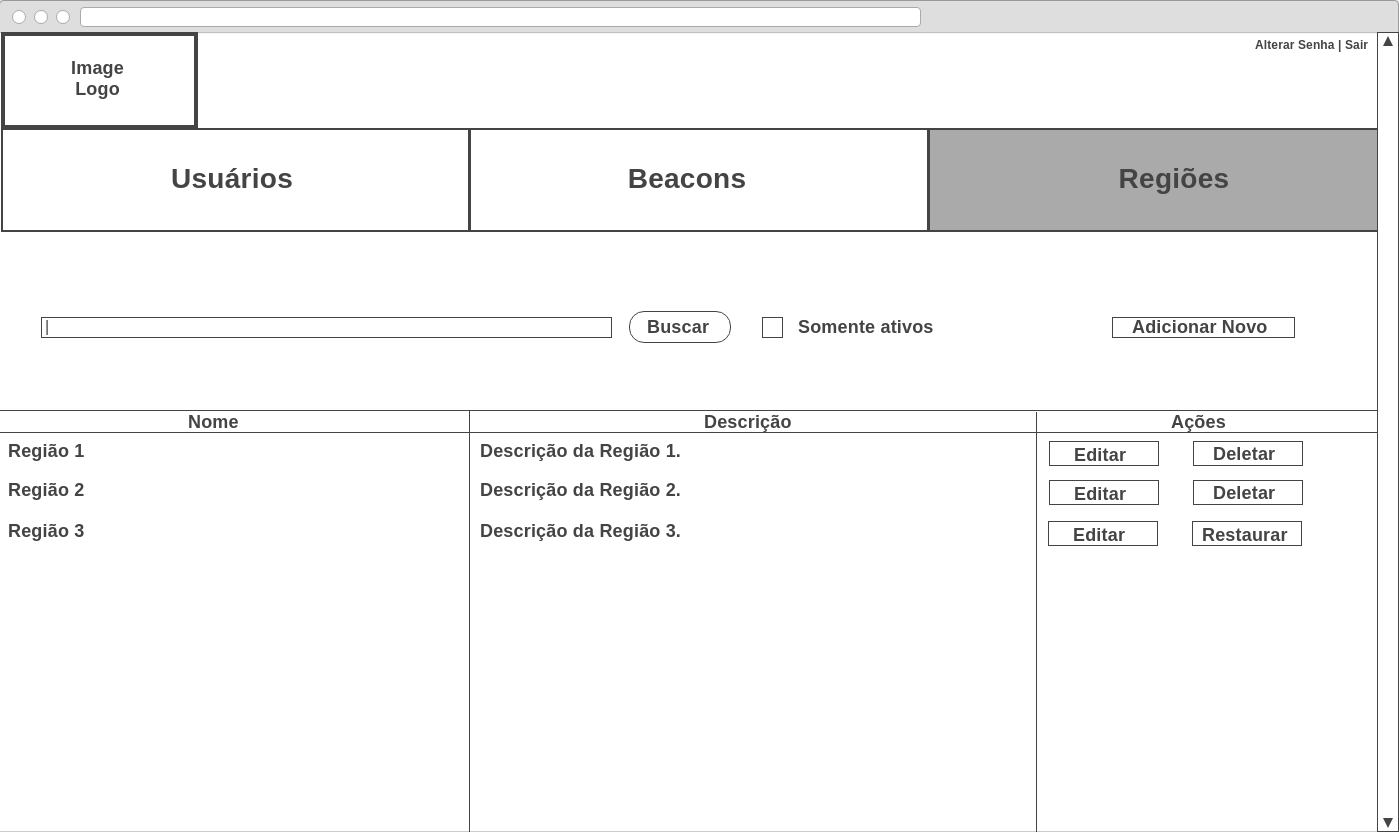 Alterar Senha | Sair
Image
Logo
Usuários
Beacons
Regiões
Buscar
Somente ativos
Adicionar Novo
Nome
Descrição
Ações
Região 1
Descrição da Região 1.
Editar
Deletar
Região 2
Descrição da Região 2.
Editar
Deletar
Região 3
Descrição da Região 3.
Editar
Restaurar